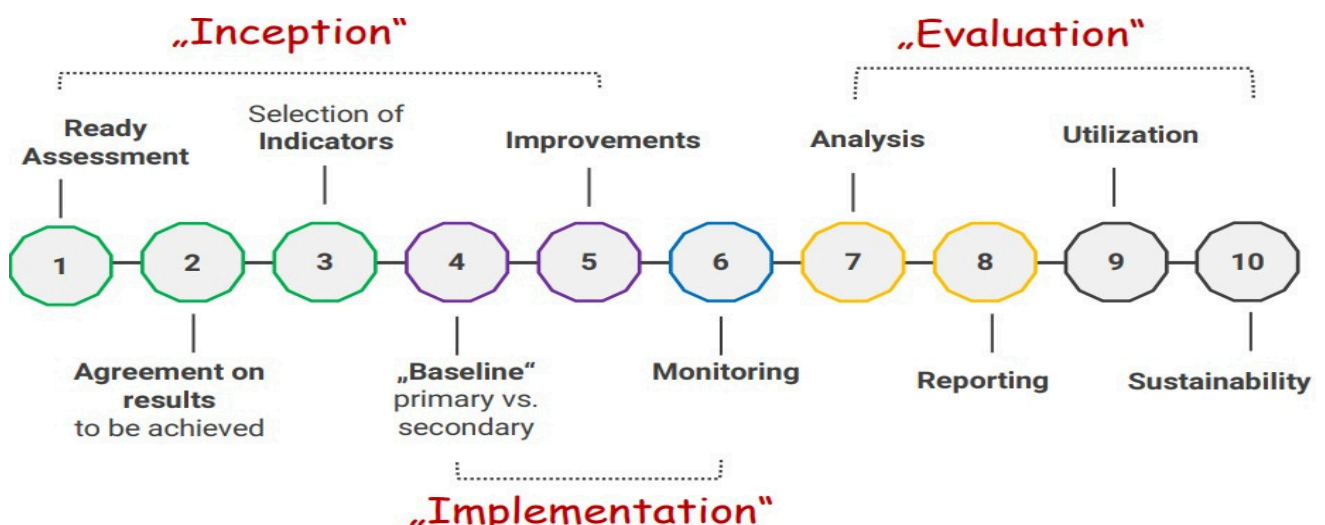 „Inception“
„Evaluation“
Ready
Assessment
Selection of
Indicators
Improvements
Analysis
Utilization
1
2
3
4
5
6
7
8
9
10
Agreement on
results
to be achieved
„Baseline“
primary vs.
secondary
Monitoring
Reporting
Sustainability
„Implementation“